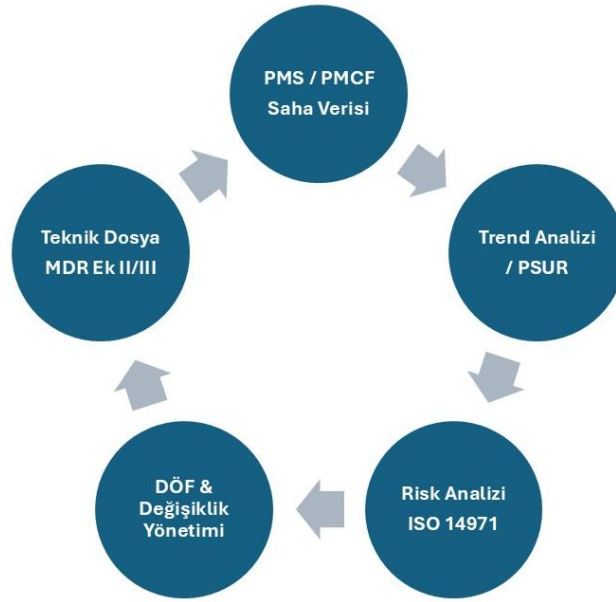 PMS / PMCF
Saha Verisi
Trend Analizi
/ PSUR
Risk Analizi
ISO 14971
DÖF &
Değişiklik
Yönetimi
Teknik Dosya
MDR Ek II/III